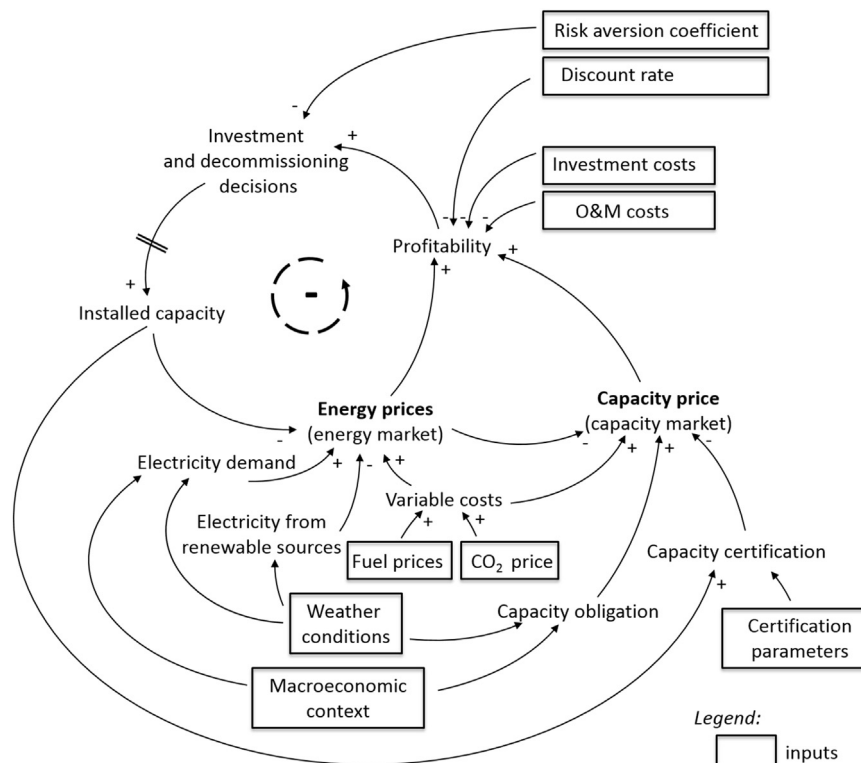 Risk aversion coefficient
Discount rate
-
Investment
and decommissioning
decisions
+
Investment costs
O&M costs
- - -
Profitability
+
+
+
Installed capacity
-
Energy prices
(energy market)
-
Capacity price
(capacity market)
-
+
+
-
Electricity demand
+
-
+
Variable costs
+
+
Electricity from
renewable sources
Fuel prices
CO2 price
Capacity certification
+
Weather
conditions
Capacity obligation
Certification
parameters
Macroeconomic
context
Legend:
inputs